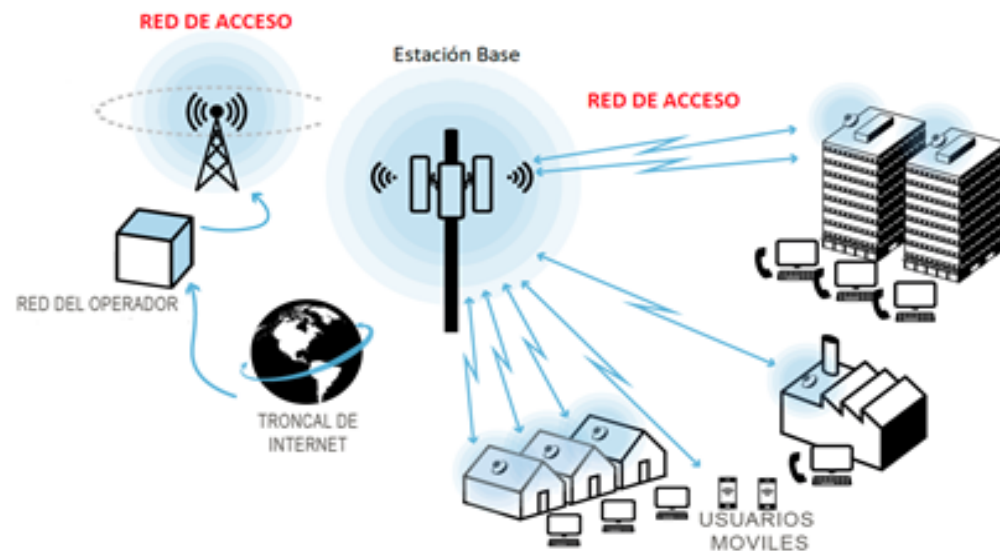 RED DE ACCESO
Estación Base
RED DE ACCESO
RED DEL OPERADOR
TRONCAL DE
INTERNET
USUARIOS
MOVILES